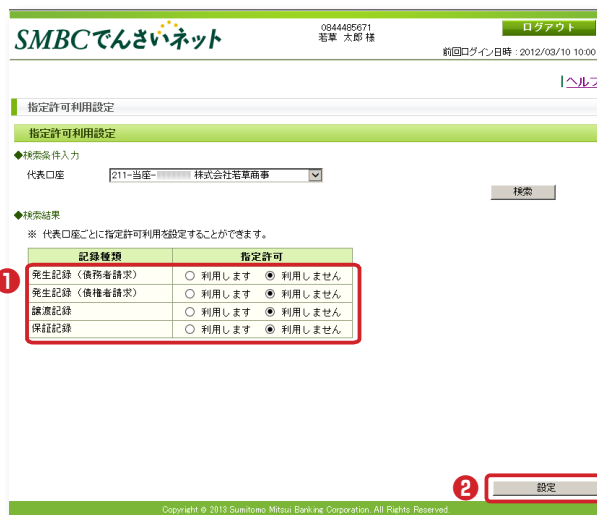 SMBCでんさいネット
0844485671
若草 太郎 様
ログアウト
前回ログイン日時：2012/03/10 10:00
|ヘルプ
指定許可利用設定
指定許可利用設定
◆検索条件入力
代表口座 211-当座- 株式会社若草商事
検索
◆検索結果
※ 代表口座ごとに指定許可利用を設定することができます。
記録種類 指定許可
❶
発生記録（債務者請求） ○ 利用します ◉ 利用しません
発生記録（債権者請求） ○ 利用します ◉ 利用しません
譲渡記録 ○ 利用します ◉ 利用しません
保証記録 ○ 利用します ◉ 利用しません
❷ 設定
Copyright © 2013 Sumitomo Mitsui Banking Corporation. All Rights Reserved.